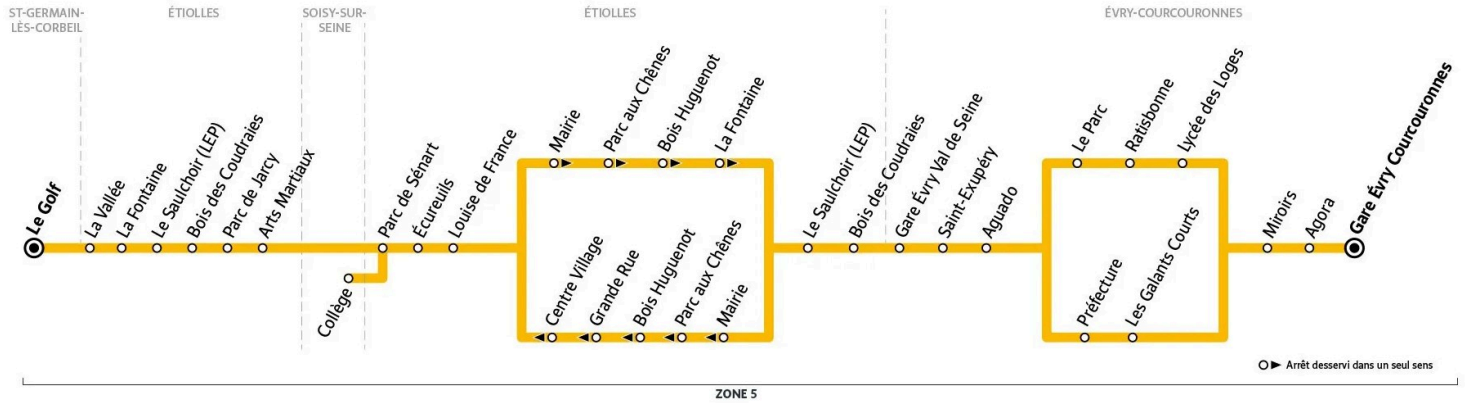 ST-GERMAIN-
LÈS-CORBEIL
ÉTIOLLES
SOISY-SUR-
SEINE
ÉTIOLLES
ÉVRY-COURCOURONNES
Le Golf
La Vallée
La Fontaine
Le Saulchoir (LEP)
Bois des Coudraies
Parc de Jarcy
Arts Martiaux
Collège
Parc de Sénart
Écureuils
Louise de France
Mairie
Parc aux Chênes
Bois Huguenot
La Fontaine
Centre Village
Grande Rue
Bois Huguenot
Parc aux Chênes
Mairie
Le Saulchoir (LEP)
Bois des Coudraies
Gare Évry Val de Seine
Saint-Exupéry
Aguado
Le Parc
Ratisbonne
Lycée des Loges
Préfecture
Les Galants Courts
Miroirs
Agora
Gare Évry Courcouronnes
Arrêt desservi dans un seul sens
ZONE 5